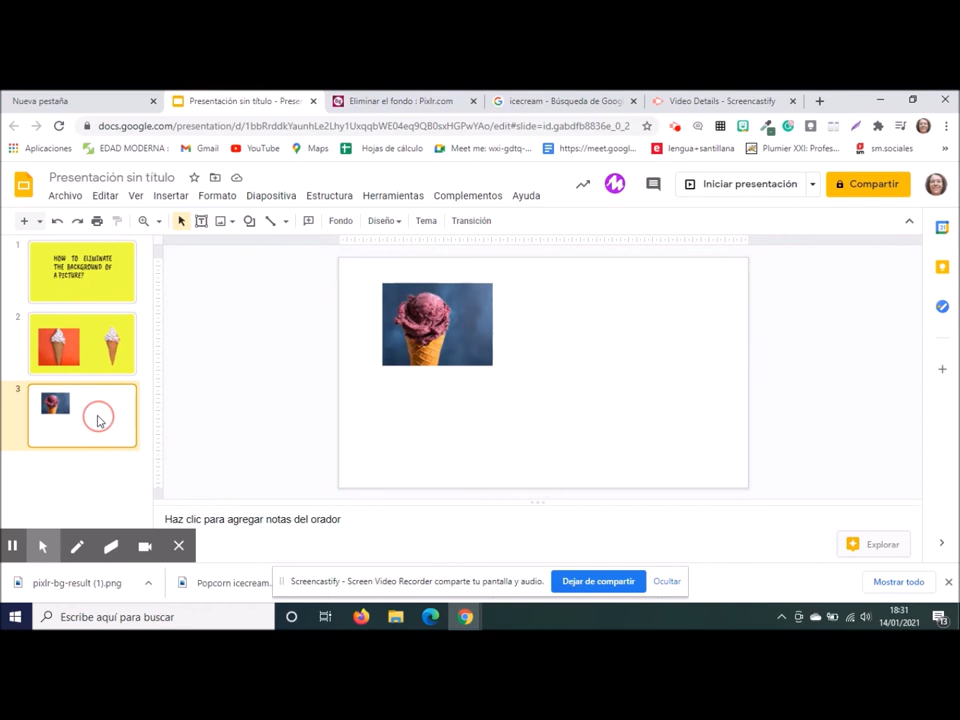 Nueva pestaña
Presentación sin título - Prese
Eliminar el fondo : Pixlr.com
icecream - Búsqueda de Goog
Video Details - Screencastify
docs.google.com/presentation/d/1bbRrddkYaunhLe2Lhy1UxqqbWE04eq9QB0sxHGPwYAo/edit#slide=id.gabdfb8836e_0_2
Aplicaciones
EDAD MODERNA :
Gmail
YouTube
Maps
Hojas de cálculo
Meet me: wxi-gdtq-...
https://meet.googl...
lengua+santillana
Plumier XXI: Profes...
sm.sociales
Presentación sin título
Archivo Editar Ver Insertar Formato Diapositiva Estructura Herramientas Complementos Ayuda
Iniciar presentación
Compartir
Fondo Diseño Tema Transición
1
HOW TO ELIMINATE
THE BACKGROUND OF
A PICTURE?
2
3
Haz clic para agregar notas del orador
Explorar
pixlr-bg-result (1).png
Popcorn icecream.
Screencastify - Screen Video Recorder comparte tu pantalla y audio.
Dejar de compartir
Ocultar
Mostrar todo
Escribe aquí para buscar
18:31
14/01/2021
13